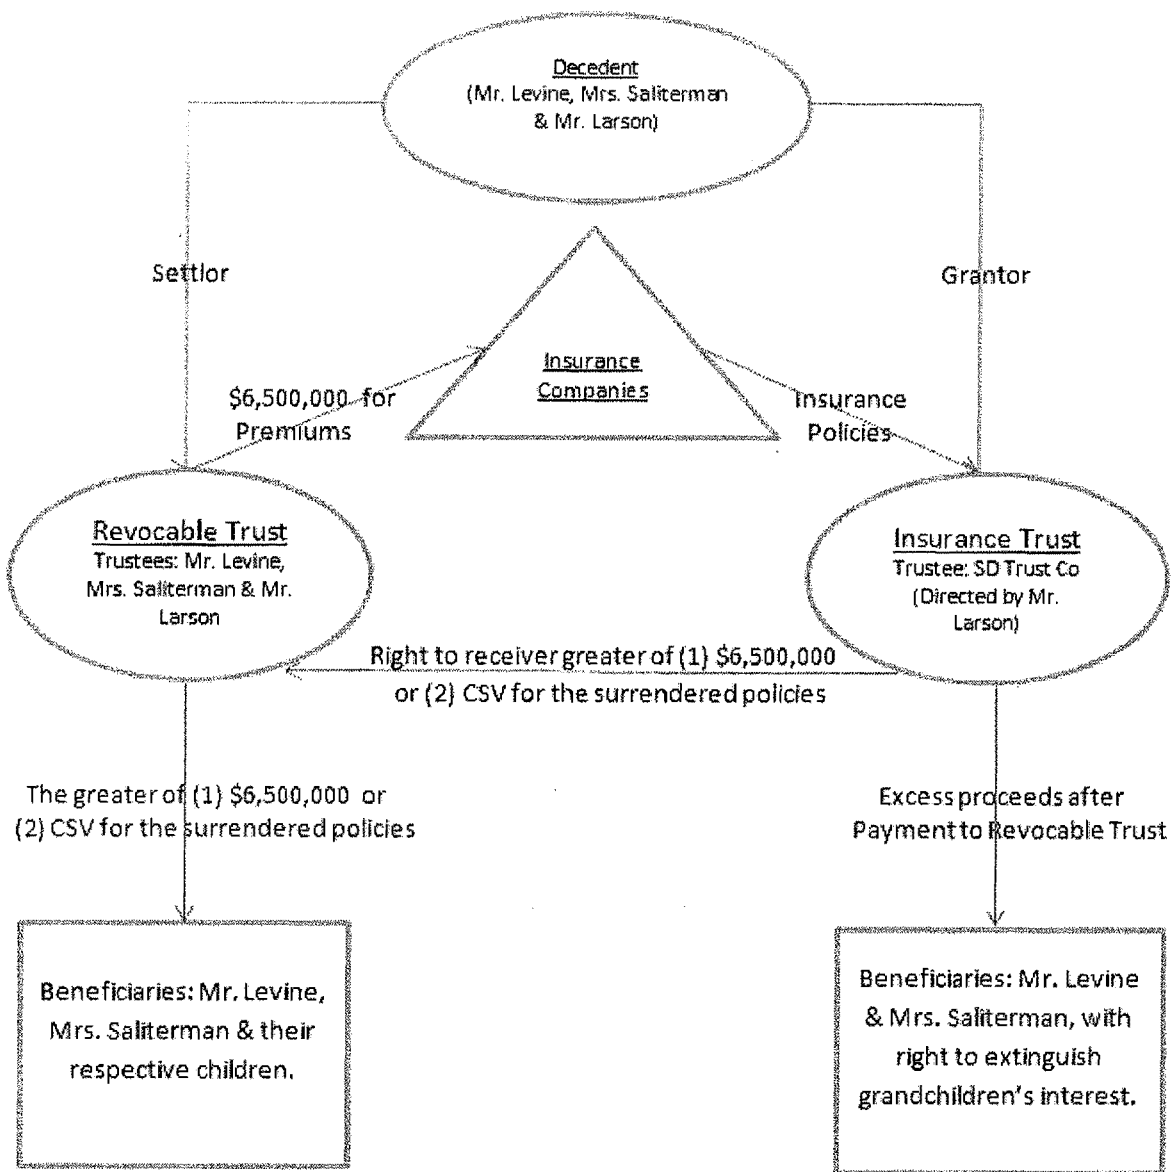 Decedent
(Mr. Levine, Mrs. Saliterman
& Mr. Larson)
Settlor
Grantor
Insurance
Companies
$6,500,000 for
Premiums
Insurance
Policies
Revocable Trust
Trustees: Mr. Levine,
Mrs. Saliterman & Mr.
Larson
Insurance Trust
Trustee: SD Trust Co
(Directed by Mr.
Larson)
Right to receiver greater of (1) $6,500,000
or (2) CSV for the surrendered policies
The greater of (1) $6,500,000 or
(2) CSV for the surrendered policies
Excess proceeds after
Payment to Revocable Trust
Beneficiaries: Mr. Levine,
Mrs. Saliterman & their
respective children.
Beneficiaries: Mr. Levine
& Mrs. Saliterman, with
right to extinguish
grandchildren's interest.